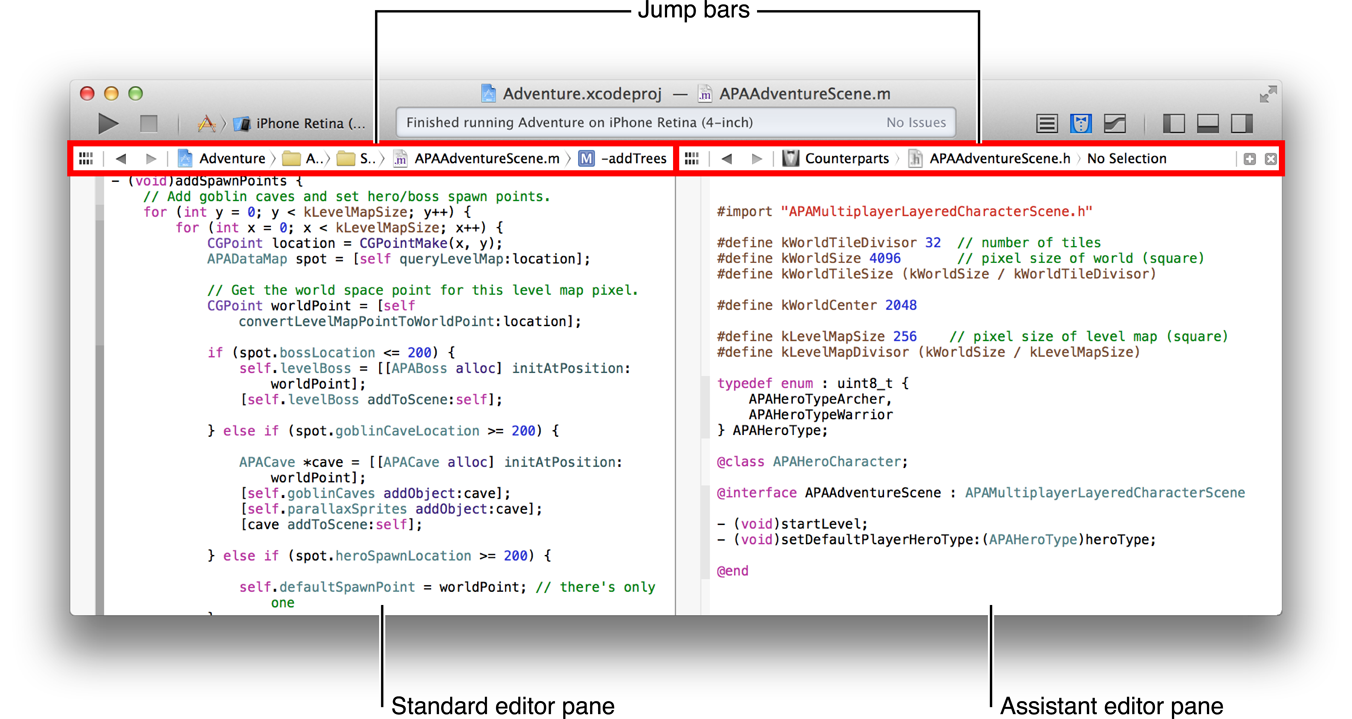 Jump bars
Adventure.xcodeproj — APAAdventureScene.m
iPhone Retina (...
Finished running Adventure on iPhone Retina (4-inch) No Issues
Adventure 〉 A.. 〉 S.. 〉 APAAdventureScene.m 〉 M -addTrees
Counterparts 〉 APAAdventureScene.h 〉 No Selection
- (void)addSpawnPoints {
// Add goblin caves and set hero/boss spawn points.
for (int y = 0; y < kLevelMapSize; y++) {
for (int x = 0; x < kLevelMapSize; x++) {
CGPoint location = CGPointMake(x, y);
APADataMap spot = [self queryLevelMap:location];
// Get the world space point for this level map pixel.
CGPoint worldPoint = [self
convertLevelMapPointToWorldPoint:location];
if (spot.bossLocation <= 200) {
self.levelBoss = [[APABoss alloc] initAtPosition:
worldPoint];
[self.levelBoss addToScene:self];
} else if (spot.goblinCaveLocation >= 200) {
APACave *cave = [[APACave alloc] initAtPosition:
worldPoint];
[self.goblinCaves addObject:cave];
[self.parallaxSprites addObject:cave];
[cave addToScene:self];
} else if (spot.heroSpawnLocation >= 200) {
self.defaultSpawnPoint = worldPoint; // there's only
one
#import "APAMultiplayerLayeredCharacterScene.h"
#define kWorldTileDivisor 32 // number of tiles
#define kWorldSize 4096 // pixel size of world (square)
#define kWorldTileSize (kWorldSize / kWorldTileDivisor)
#define kWorldCenter 2048
#define kLevelMapSize 256 // pixel size of level map (square)
#define kLevelMapDivisor (kWorldSize / kLevelMapSize)
typedef enum : uint8_t {
APAHeroTypeArcher,
APAHeroTypeWarrior
} APAHeroType;
@class APAHeroCharacter;
@interface APAAdventureScene : APAMultiplayerLayeredCharacterScene
- (void)startLevel;
- (void)setDefaultPlayerHeroType:(APAHeroType)heroType;
@end
Standard editor pane
Assistant editor pane